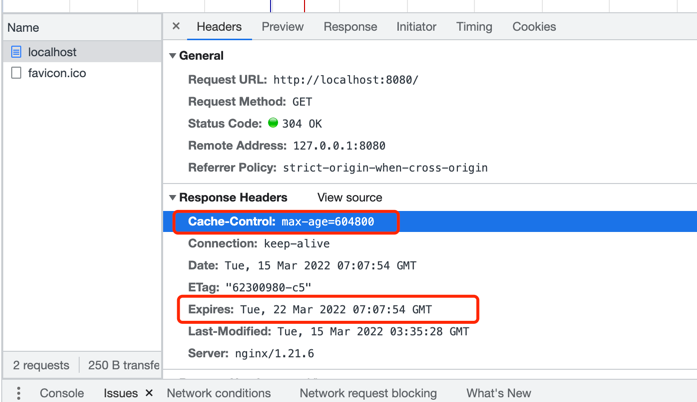 Name
localhost
favicon.ico
2 requests 250 B transfe
× Headers Preview Response Initiator Timing Cookies
General
Request URL: http://localhost:8080/
Request Method: GET
Status Code: 304 OK
Remote Address: 127.0.0.1:8080
Referrer Policy: strict-origin-when-cross-origin
Response Headers View source
Cache-Control: max-age=604800
Connection: keep-alive
Date: Tue, 15 Mar 2022 07:07:54 GMT
ETag: "62300980-c5"
Expires: Tue, 22 Mar 2022 07:07:54 GMT
Last-Modified: Tue, 15 Mar 2022 03:35:28 GMT
Server: nginx/1.21.6
Console Issues × Network conditions Network request blocking What's New